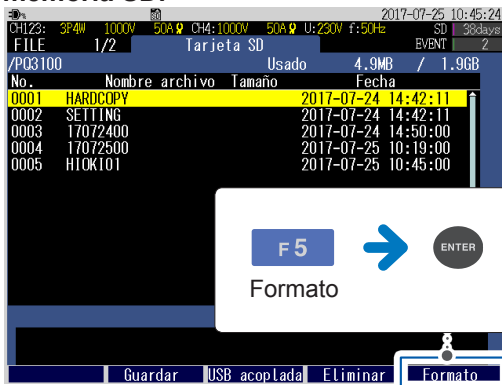 2017-07-25 10:45:24
CH123: 3P4W 1000V 50A CH4:1000V 50A U:230V f:50Hz SD 38days
FILE 1/2 Tarjeta SD EVENT 2
/PQ3100 Usado 4.9MB / 1.9GB
No. Nombre archivo Tamaño Fecha
0001 HARDCOPY 2017-07-24 14:42:11
0002 SETTING 2017-07-24 14:42:11
0003 17072400 2017-07-24 14:50:00
0004 17072500 2017-07-25 10:19:00
0005 HIOKI01 2017-07-25 10:45:00
F 5 ENTER
Formato
Guardar USB acoplada Eliminar Formato